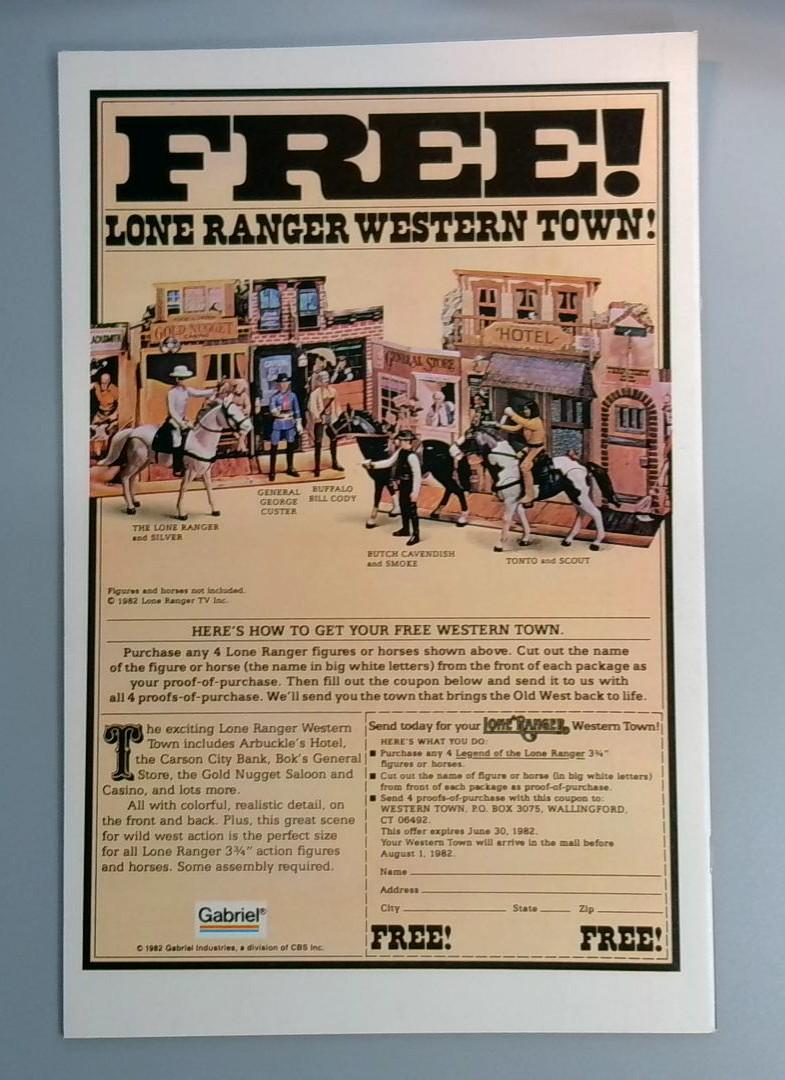 FREE!
LONE RANGER WESTERN TOWN!
GOLD NUGGET
HOTEL
GENERAL STORE
THE LONE RANGER
and SILVER
GENERAL
GEORGE
CUSTER
BUFFALO
BILL CODY
BUTCH CAVENDISH
and SMOKE
TONTO and SCOUT
Figures and horses not included.
© 1982 Lone Ranger TV Inc.
HERE'S HOW TO GET YOUR FREE WESTERN TOWN.
Purchase any 4 Lone Ranger figures or horses shown above. Cut out the name
of the figure or horse (the name in big white letters) from the front of each package as
your proof-of-purchase. Then fill out the coupon below and send it to us with
all 4 proofs-of-purchase. We'll send you the town that brings the Old West back to life.
The exciting Lone Ranger Western
Town includes Arbuckle's Hotel,
the Carson City Bank, Bok's General
Store, the Gold Nugget Saloon and
Casino, and lots more.
All with colorful, realistic detail, on
the front and back. Plus, this great scene
for wild west action is the perfect size
for all Lone Ranger 3¾" action figures
and horses. Some assembly required.
Gabriel®
© 1982 Gabriel Industries, a division of CBS Inc.
Send today for your LONE RANGER Western Town!
HERE'S WHAT YOU DO:
■ Purchase any 4 Legend of the Lone Ranger 3¾"
figures or horses.
■ Cut out the name of figure or horse (in big white letters)
from front of each package as proof-of-purchase.
■ Send 4 proofs-of-purchase with this coupon to:
WESTERN TOWN, P.O. BOX 3075, WALLINGFORD,
CT 06492.
This offer expires June 30, 1982.
Your Western Town will arrive in the mail before
August 1, 1982.
Name
Address
City State Zip
FREE! FREE!